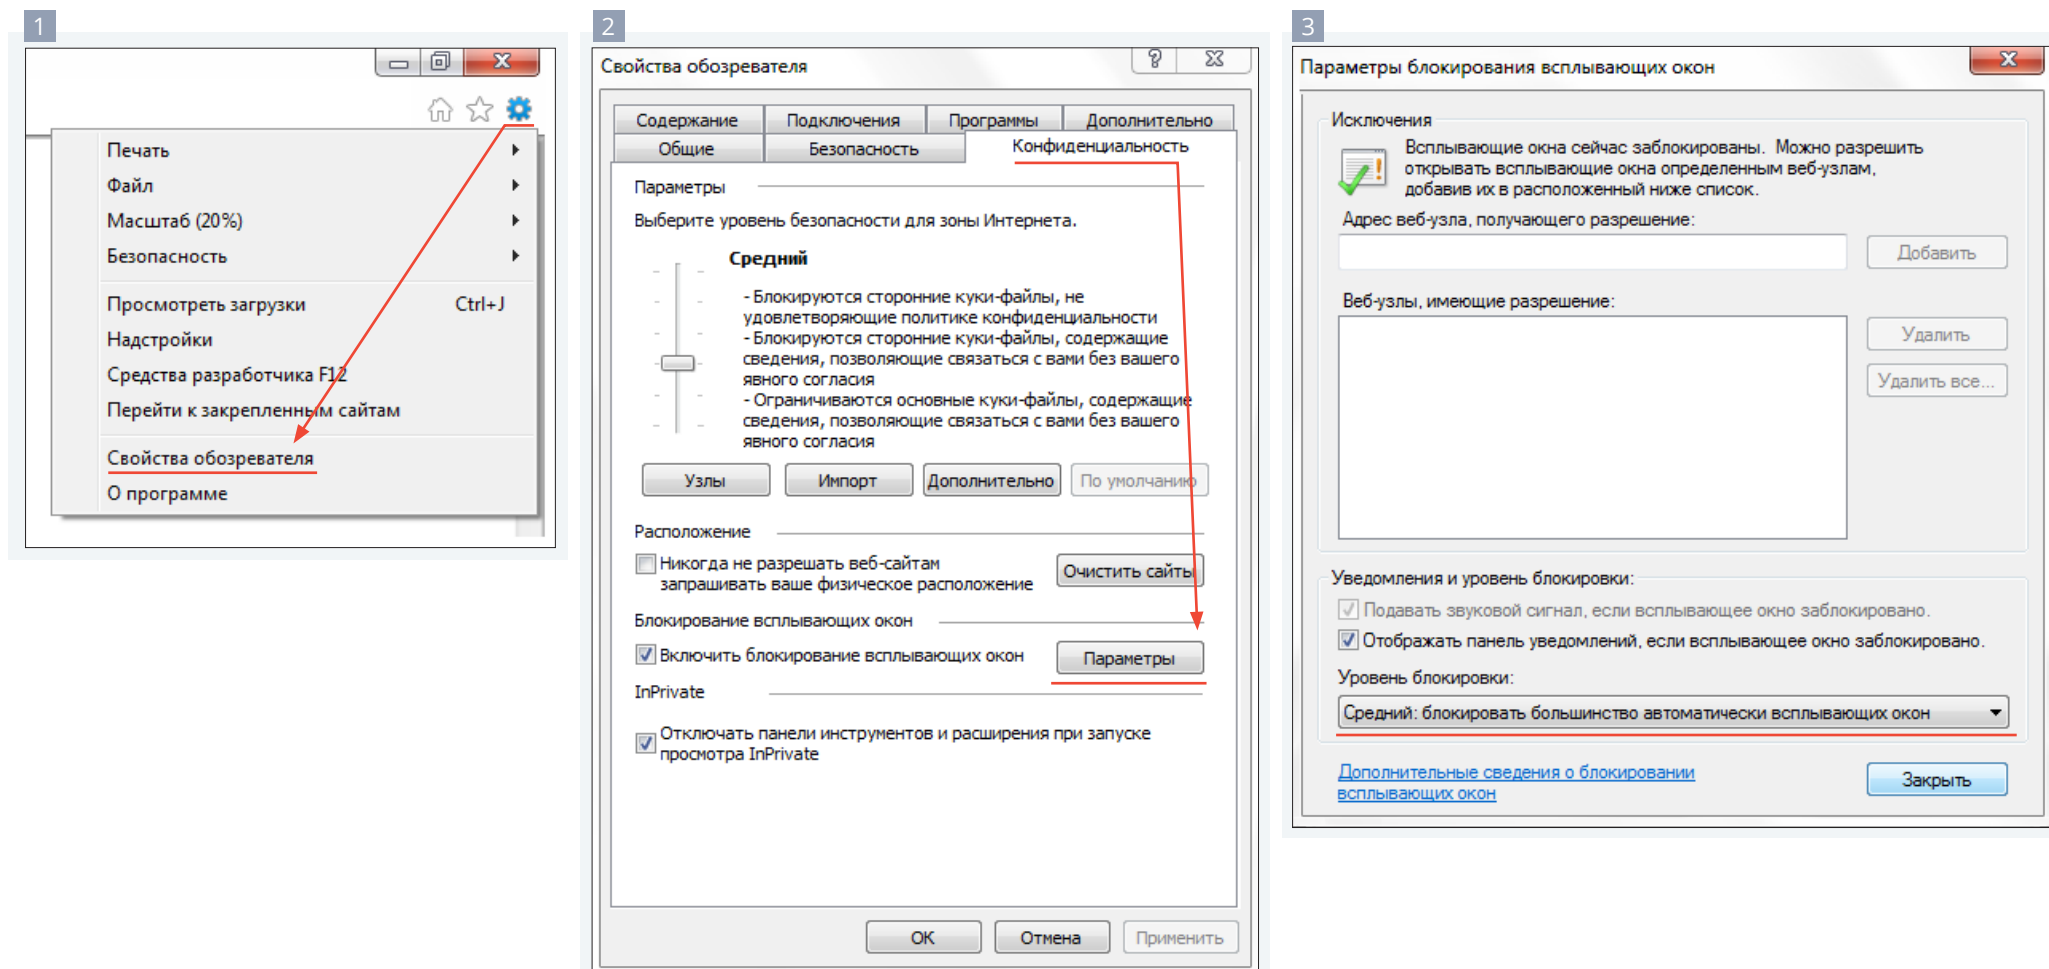 1
Печать
Файл
Масштаб (20%)
Безопасность
Просмотреть загрузки Ctrl+J
Надстройки
Средства разработчика F12
Перейти к закрепленным сайтам
Свойства обозревателя
О программе
2
Свойства обозревателя
Содержание Подключения Программы Дополнительно
Общие Безопасность Конфиденциальность
Параметры
Выберите уровень безопасности для зоны Интернета.
Средний
- Блокируются сторонние куки-файлы, не
удовлетворяющие политике конфиденциальности
- Блокируются сторонние куки-файлы, содержащие
сведения, позволяющие связаться с вами без вашего
явного согласия
- Ограничиваются основные куки-файлы, содержащие
сведения, позволяющие связаться с вами без вашего
явного согласия
Узлы Импорт Дополнительно По умолчанию
Расположение
Никогда не разрешать веб-сайтам
запрашивать ваше физическое расположение
Очистить сайты
Блокирование всплывающих окон
Включить блокирование всплывающих окон Параметры
InPrivate
Отключать панели инструментов и расширения при запуске
просмотра InPrivate
ОК Отмена Применить
3
Параметры блокирования всплывающих окон
Исключения
Всплывающие окна сейчас заблокированы. Можно разрешить
открывать всплывающие окна определенным веб-узлам,
добавив их в расположенный ниже список.
Адрес веб-узла, получающего разрешение:
Добавить
Веб-узлы, имеющие разрешение:
Удалить
Удалить все...
Уведомления и уровень блокировки:
Подавать звуковой сигнал, если всплывающее окно заблокировано.
Отображать панель уведомлений, если всплывающее окно заблокировано.
Уровень блокировки:
Средний: блокировать большинство автоматически всплывающих окон
Дополнительные сведения о блокировании
всплывающих окон
Закрыть